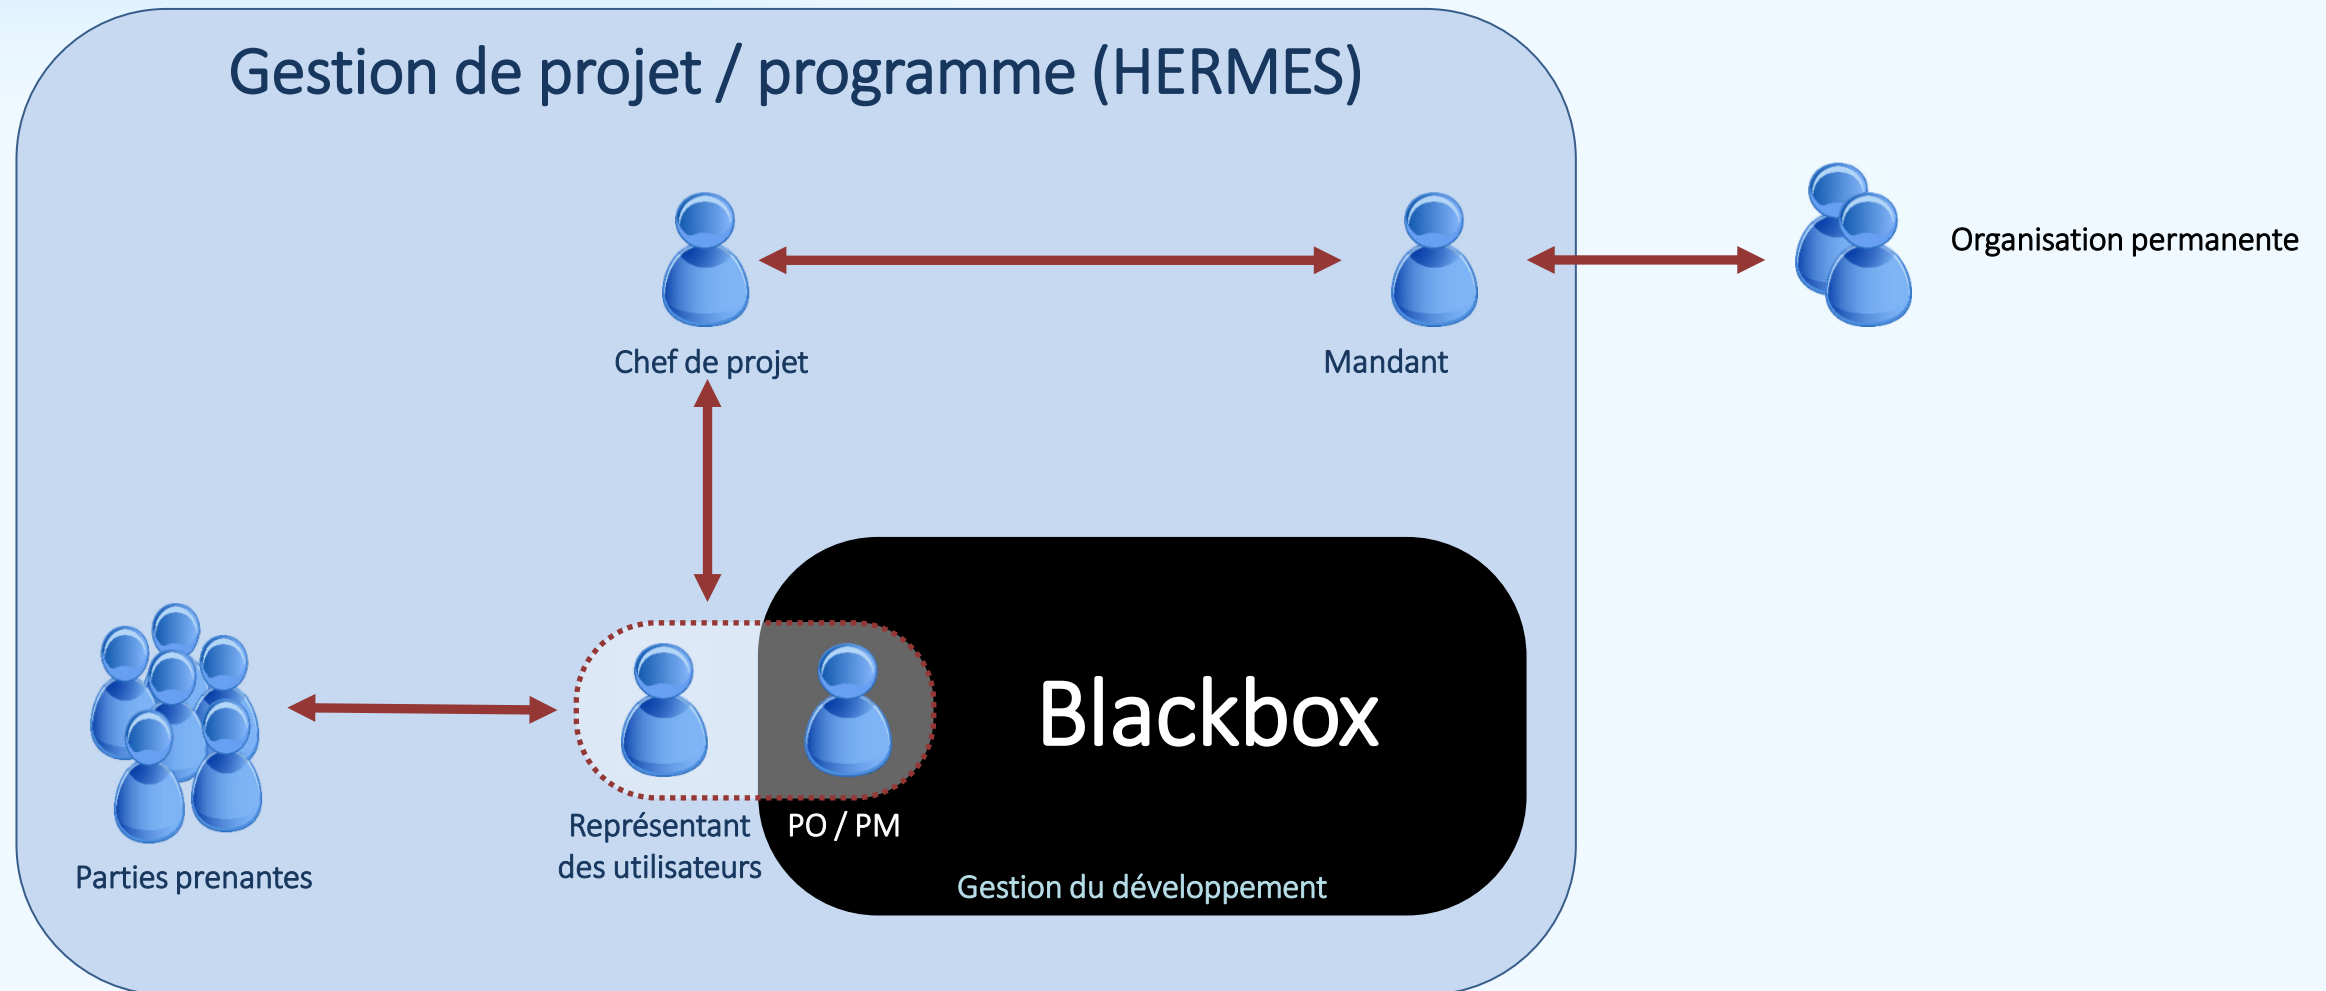 Gestion de projet / programme (HERMES)
Organisation permanente
Chef de projet
Mandant
Blackbox
Représentant
des utilisateurs
PO / PM
Parties prenantes
Gestion du développement